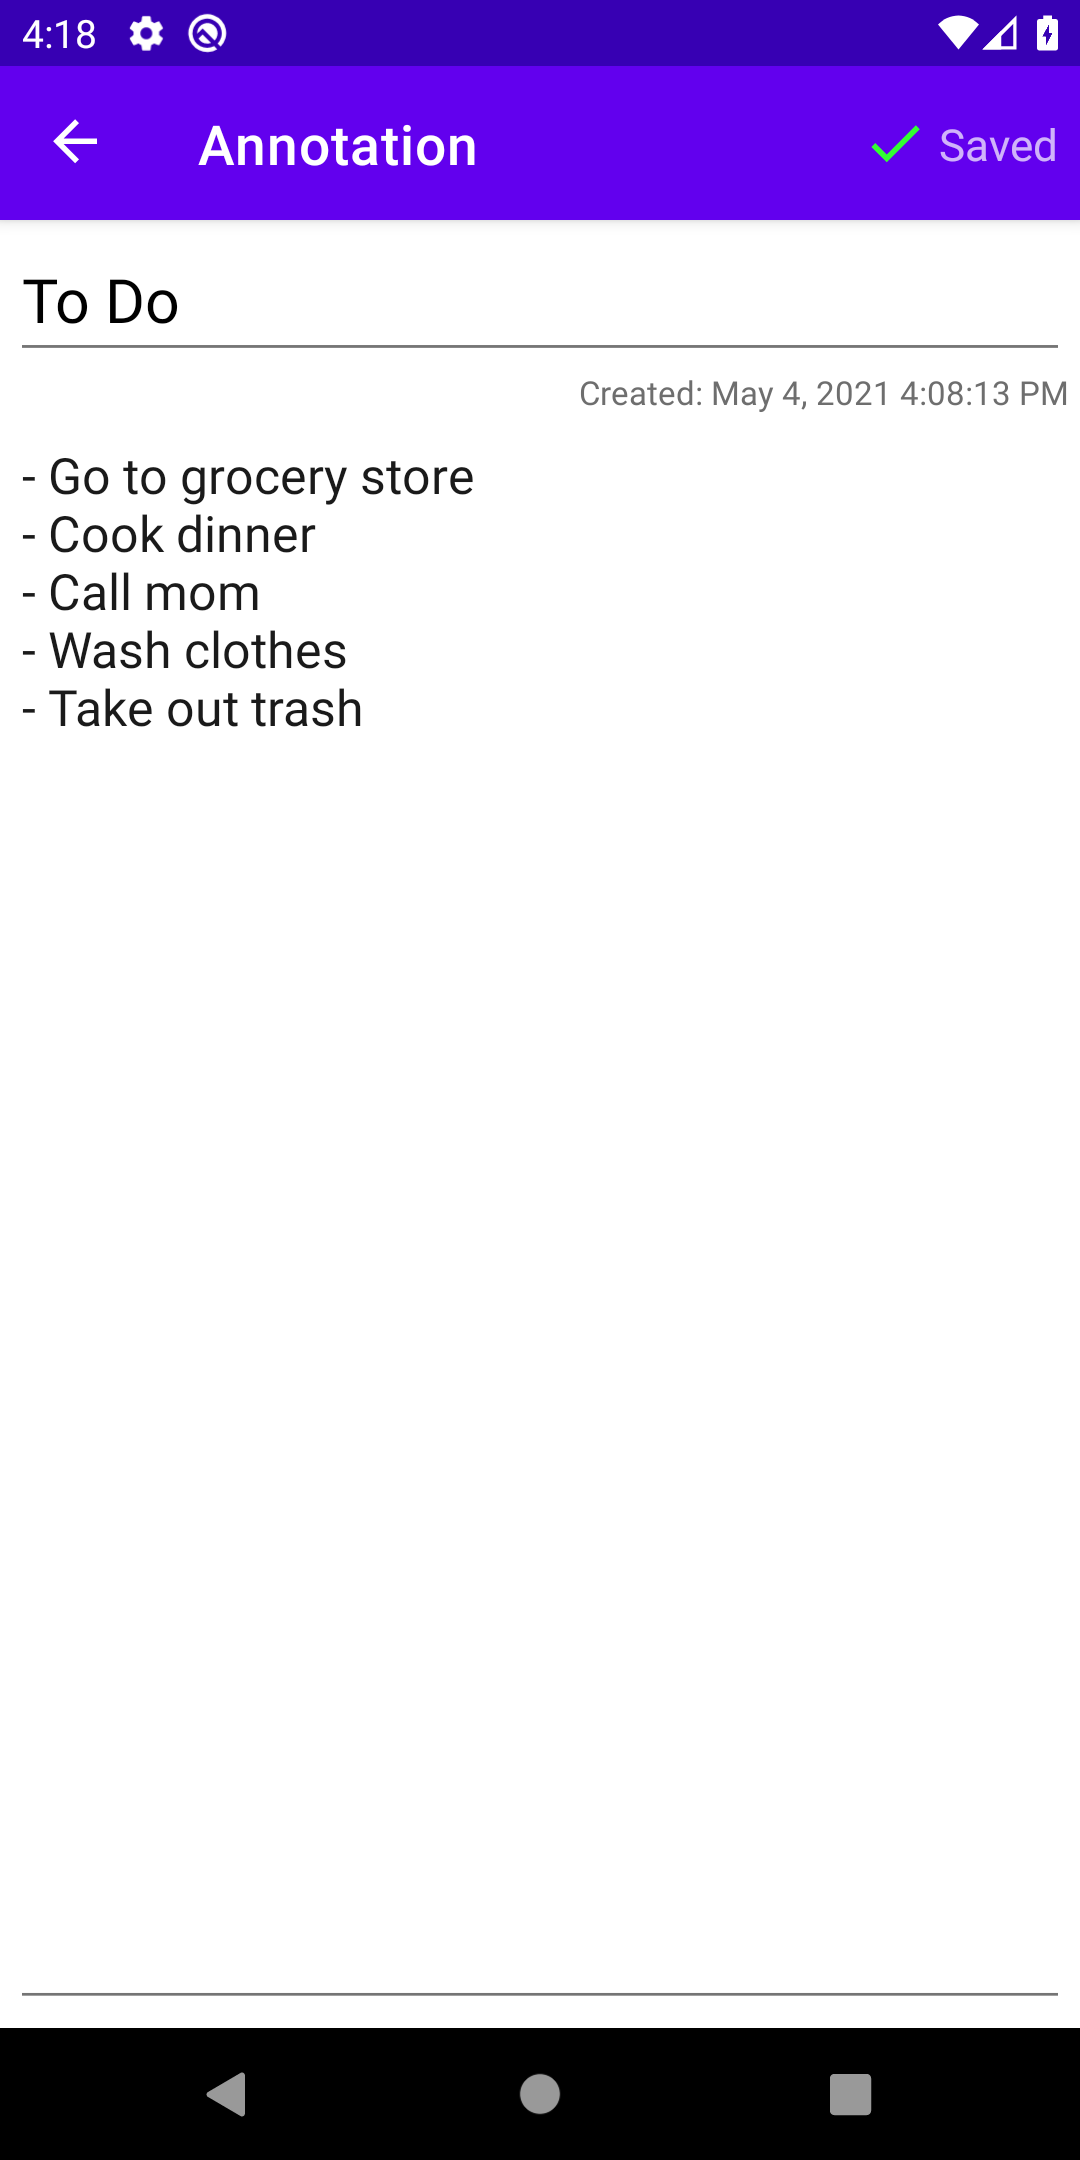 4:18
Annotation
Saved
To Do
Created: May 4, 2021 4:08:13 PM
- Go to grocery store
- Cook dinner
- Call mom
- Wash clothes
- Take out trash